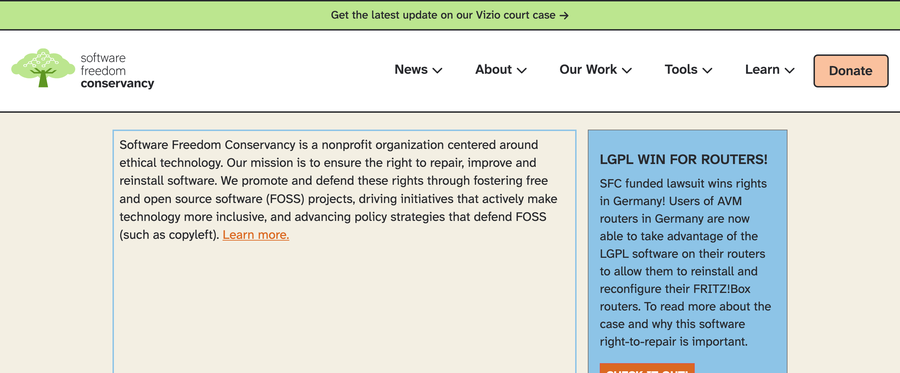 Get the latest update on our Vizio court case →
software
freedom
conservancy
News
About
Our Work
Tools
Learn
Donate
Software Freedom Conservancy is a nonprofit organization centered around
ethical technology. Our mission is to ensure the right to repair, improve and
reinstall software. We promote and defend these rights through fostering free
and open source software (FOSS) projects, driving initiatives that actively make
technology more inclusive, and advancing policy strategies that defend FOSS
(such as copyleft). Learn more.
LGPL WIN FOR ROUTERS!
SFC funded lawsuit wins rights
in Germany! Users of AVM
routers in Germany are now
able to take advantage of the
LGPL software on their routers
to allow them to reinstall and
reconfigure their FRITZ!Box
routers. To read more about the
case and why this software
right-to-repair is important.
CHECK IT OUT!